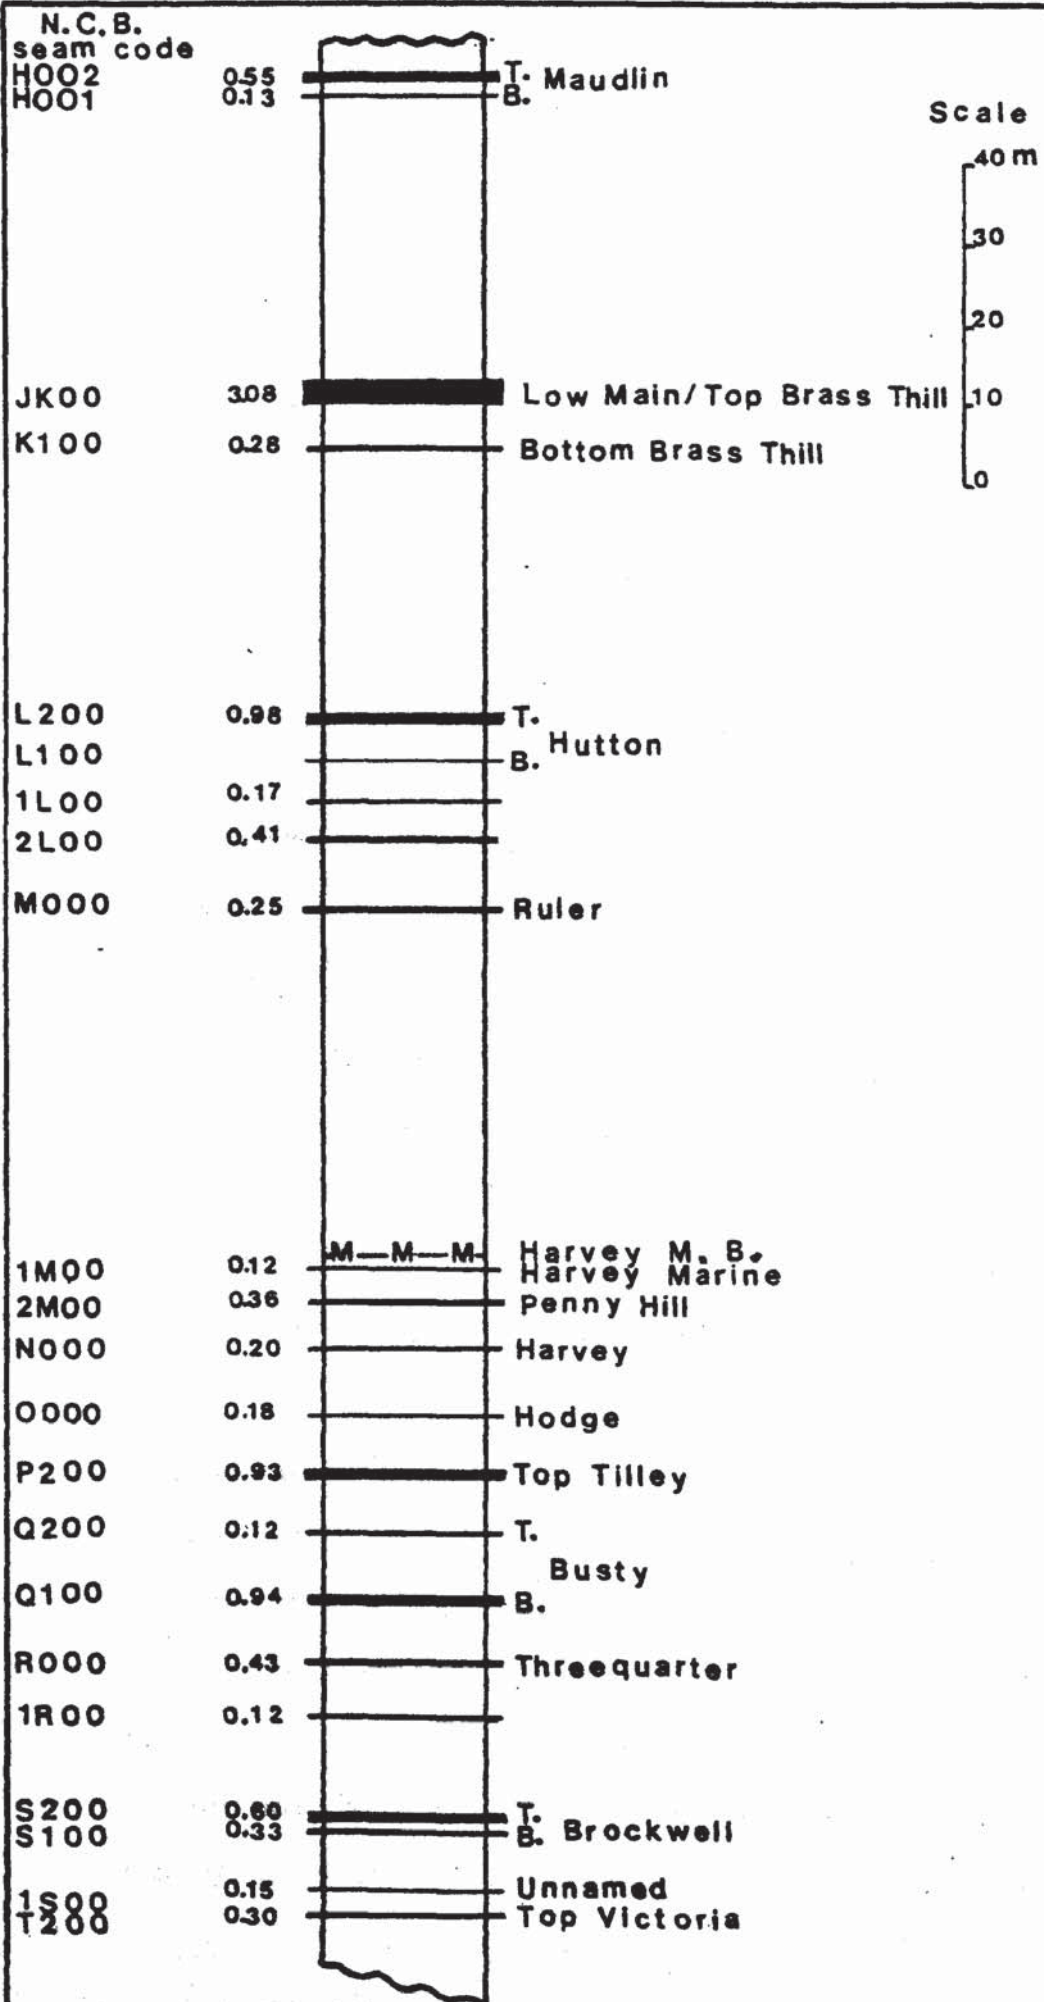 N.C.B.
seam code
H002 0.55 T. Maudlin
H001 0.13 B.
Scale
40 m
30
20
JK00 3.08 Low Main/Top Brass Thill 10
K100 0.28 Bottom Brass Thill
0
L200 0.98 T.
Hutton
L100 B.
1L00 0.17
2L00 0.41
M000 0.25 Ruler
M—M—M Harvey M. B.
1M00 0.12 Harvey Marine
2M00 0.36 Penny Hill
N000 0.20 Harvey
O000 0.18 Hodge
P200 0.93 Top Tilley
Q200 0.12 T.
Busty
Q100 0.94 B.
R000 0.43 Threequarter
1R00 0.12
S200 0.60 T.
S100 0.33 B. Brockwell
1S00 0.15 Unnamed
T200 0.30 Top Victoria